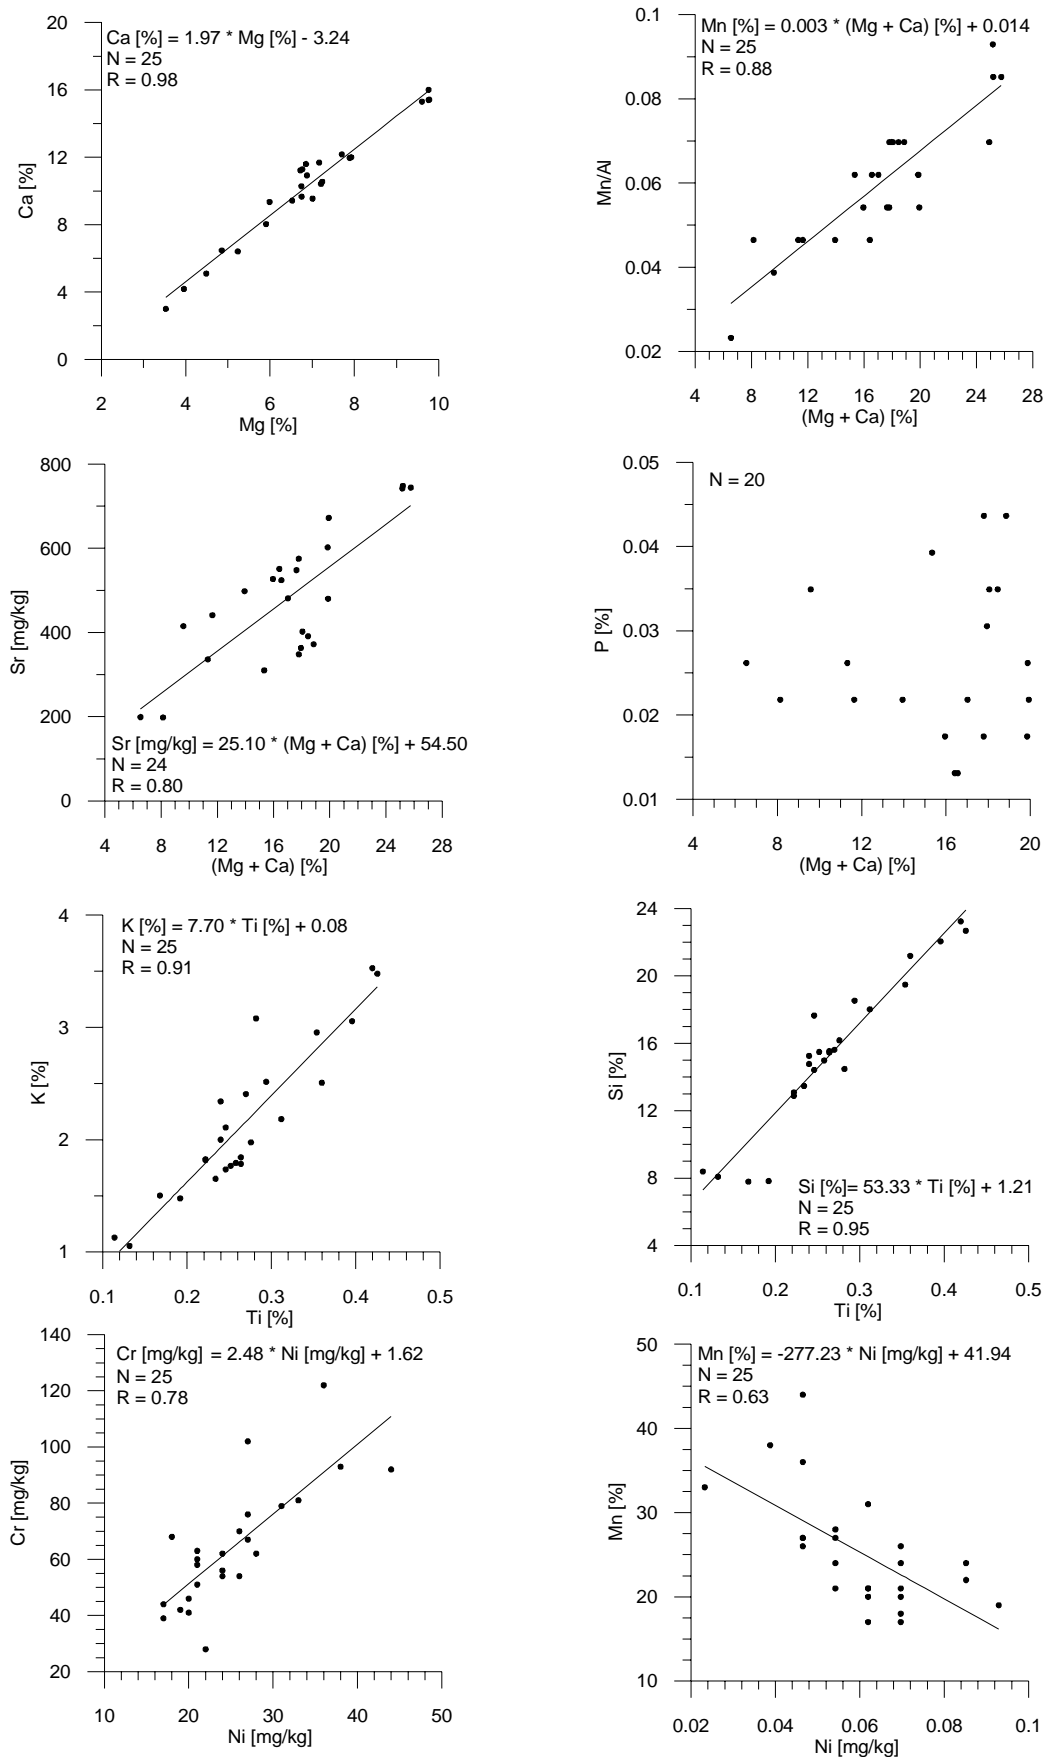 Ca [%] = 1.97 * Mg [%] - 3.24
N = 25
R = 0.98
20
16
12
8
4
0
Ca [%]
2 4 6 8 10
Mg [%]
Mn [%] = 0.003 * (Mg + Ca) [%] + 0.014
N = 25
R = 0.88
0.1
0.08
0.06
0.04
0.02
Mn/Al
4 8 12 16 20 24 28
(Mg + Ca) [%]
800
600
400
200
0
Sr [mg/kg]
Sr [mg/kg] = 25.10 * (Mg + Ca) [%] + 54.50
N = 24
R = 0.80
4 8 12 16 20 24 28
(Mg + Ca) [%]
N = 20
0.05
0.04
0.03
0.02
0.01
P [%]
4 8 12 16 20
(Mg + Ca) [%]
K [%] = 7.70 * Ti [%] + 0.08
N = 25
R = 0.91
4
3
2
1
K [%]
0.1 0.2 0.3 0.4 0.5
Ti [%]
24
20
16
12
8
4
Si [%]
Si [%]= 53.33 * Ti [%] + 1.21
N = 25
R = 0.95
0.1 0.2 0.3 0.4 0.5
Ti [%]
Cr [mg/kg] = 2.48 * Ni [mg/kg] + 1.62
N = 25
R = 0.78
140
120
100
80
60
40
20
Cr [mg/kg]
10 20 30 40 50
Ni [mg/kg]
Mn [%] = -277.23 * Ni [mg/kg] + 41.94
N = 25
R = 0.63
50
40
30
20
10
Mn [%]
0.02 0.04 0.06 0.08 0.1
Ni [mg/kg]